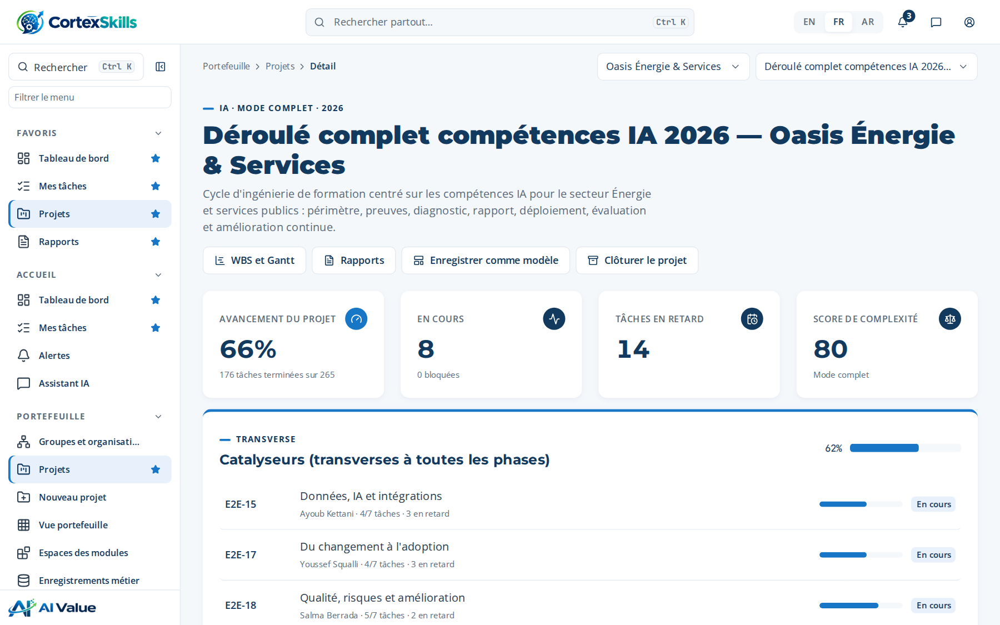 CortexSkills
Rechercher partout...
Ctrl K
EN
FR
AR
3
Rechercher
Ctrl K
Filtrer le menu
FAVORIS
Tableau de bord
Mes tâches
Projets
Rapports
ACCUEIL
Tableau de bord
Mes tâches
Alertes
Assistant IA
PORTEFEUILLE
Groupes et organisati...
Projets
Nouveau projet
Vue portefeuille
Espaces des modules
Enregistrements métier
AI Value
Portefeuille > Projets > Détail
Oasis Énergie & Services
Déroulé complet compétences IA 2026...
IA · MODE COMPLET · 2026
Déroulé complet compétences IA 2026 — Oasis Énergie
& Services
Cycle d'ingénierie de formation centré sur les compétences IA pour le secteur Énergie
et services publics : périmètre, preuves, diagnostic, rapport, déploiement, évaluation
et amélioration continue.
WBS et Gantt
Rapports
Enregistrer comme modèle
Clôturer le projet
AVANCEMENT DU PROJET
66%
176 tâches terminées sur 265
EN COURS
8
0 bloquées
TÂCHES EN RETARD
14
SCORE DE COMPLEXITÉ
80
Mode complet
TRANSVERSE
Catalyseurs (transverses à toutes les phases)
62%
E2E-15
Données, IA et intégrations
Ayoub Kettani · 4/7 tâches · 3 en retard
En cours
E2E-17
Du changement à l'adoption
Youssef Squalli · 4/7 tâches · 3 en retard
En cours
E2E-18
Qualité, risques et amélioration
Salma Berrada · 5/7 tâches · 2 en retard
En cours